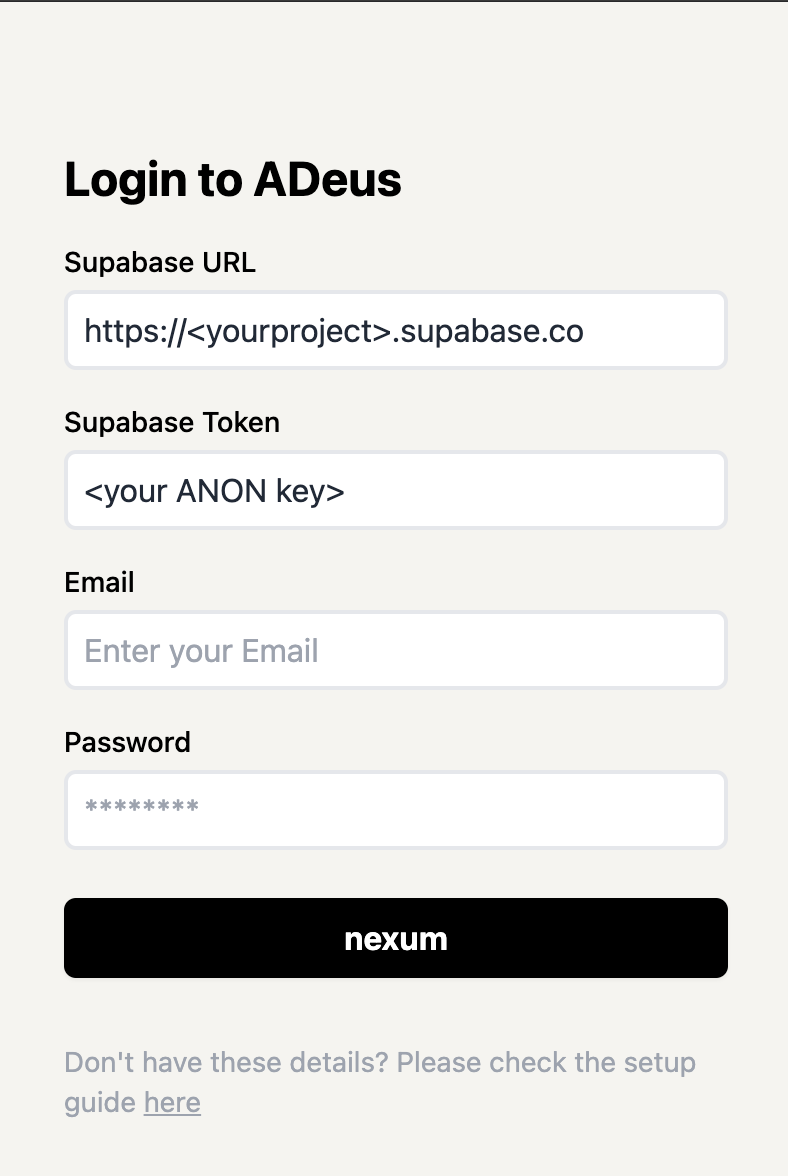 Login to ADeus
Supabase URL
https://<yourproject>.supabase.co
Supabase Token
<your ANON key>
Email
Enter your Email
Password
********
nexum
Don't have these details? Please check the setup
guide here